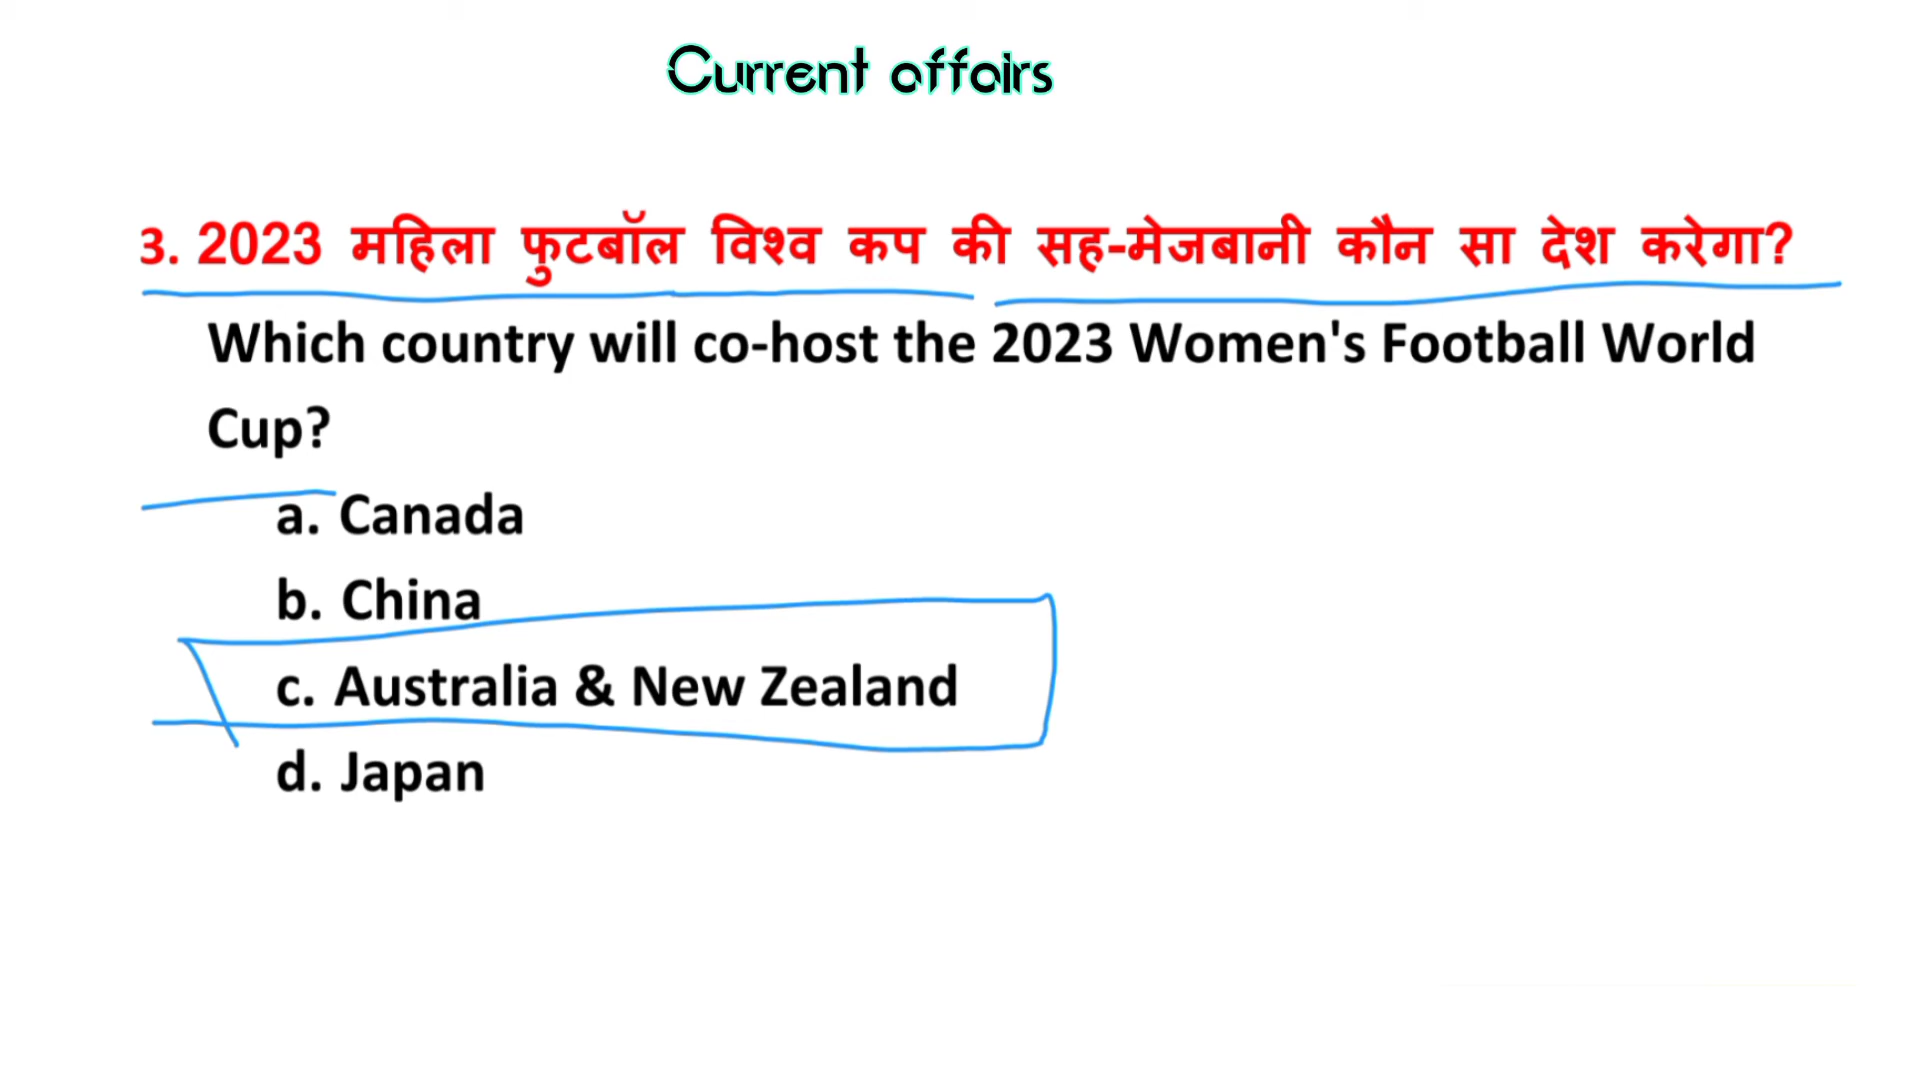 Current affairs
3. 2023 महिला फुटबॉल विश्व कप की सह-मेजबानी कौन सा देश करेगा?
Which country will co-host the 2023 Women's Football World
Cup?
a. Canada
b. China
c. Australia & New Zealand
d. Japan